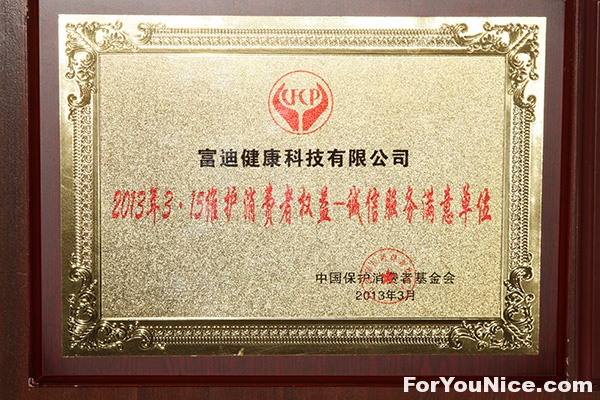 CFCP
富迪健康科技有限公司
2013年3·15维护消费者权益-诚信服务满意单位
中国保护消费者基金会
2013年3月
ForYouNice.com